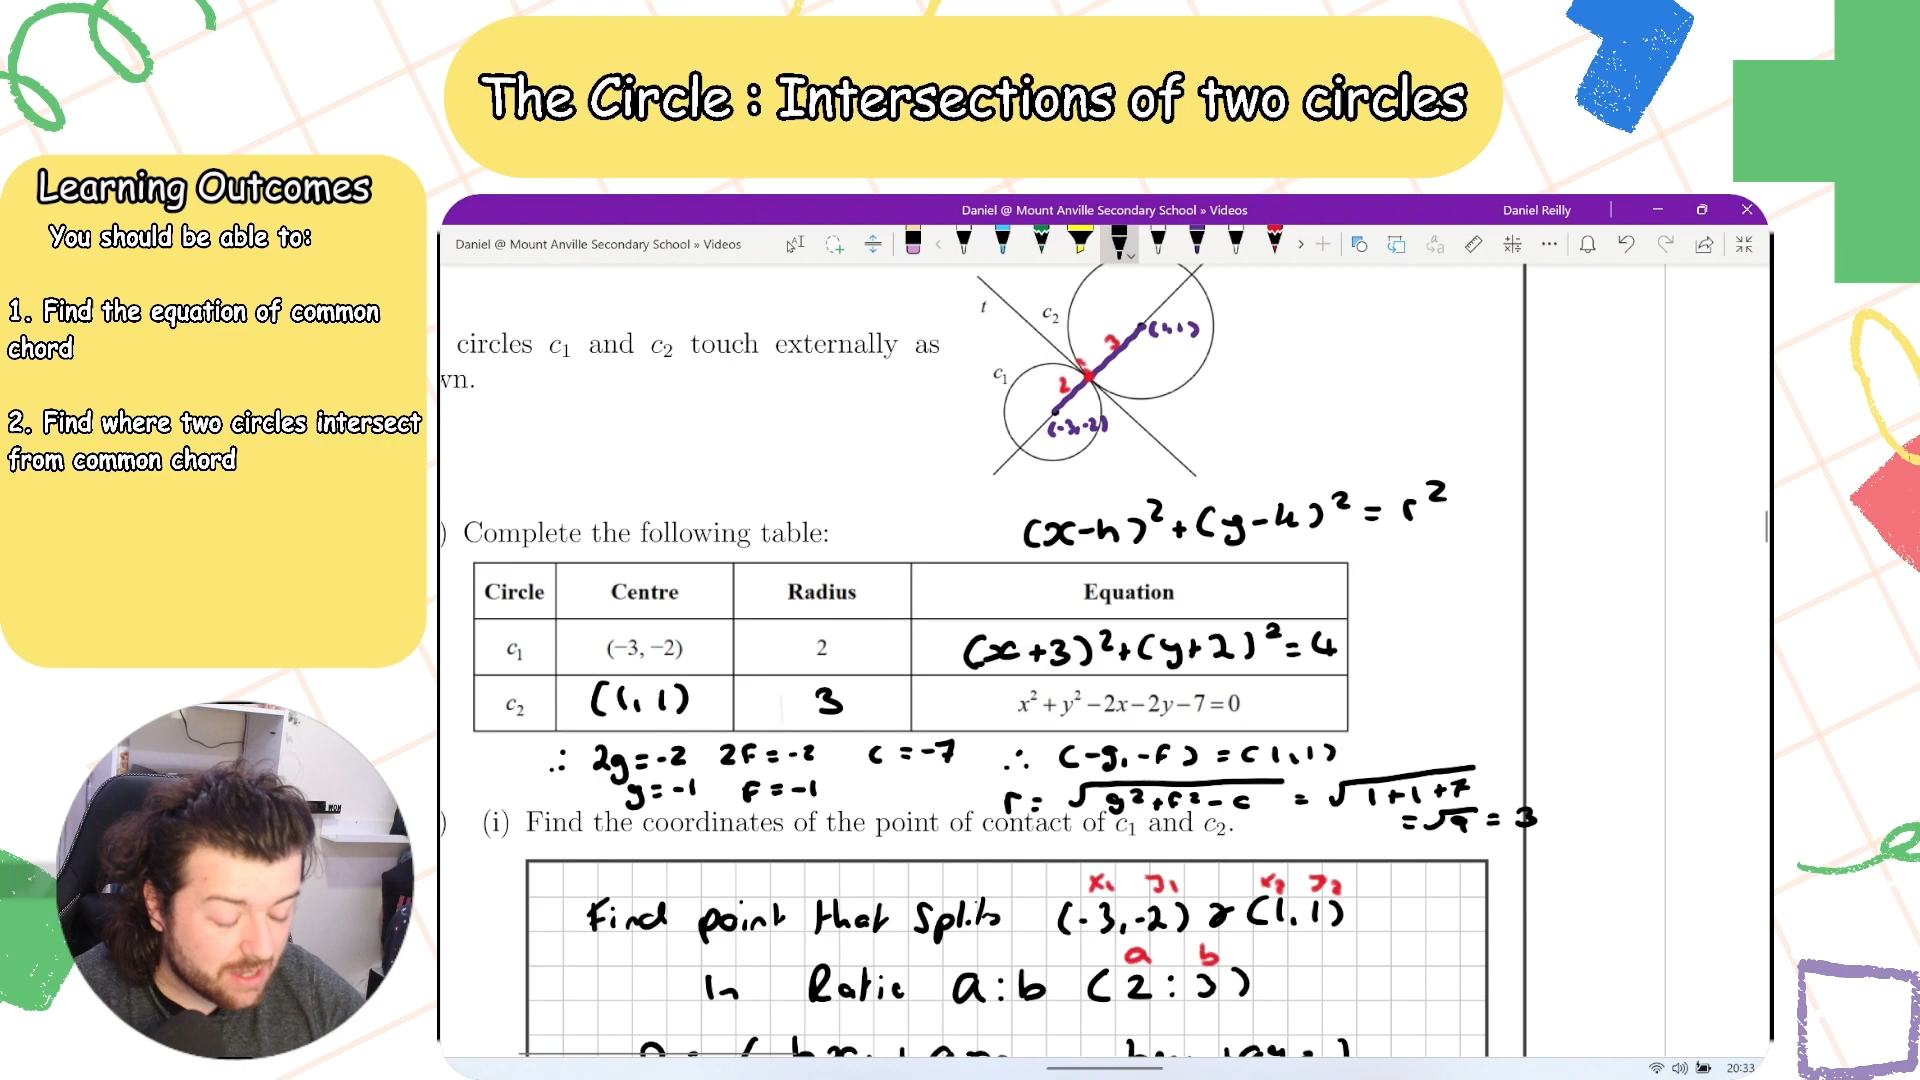 The Circle : Intersections of two circles
Learning Outcomes
You should be able to:
1. Find the equation of common
chord
2. Find where two circles intersect
from common chord
Daniel @ Mount Anville Secondary School » Videos
Daniel Reilly
Daniel @ Mount Anville Secondary School » Videos
t
c₂
(1,1)
3
circles c₁ and c₂ touch externally as
c₁
2
vn.
(-3,-2)
(x-h)² + (y-k)² = r²
) Complete the following table:
Circle Centre Radius Equation
c₁ (−3, −2) 2 (x+3)²+(y+2)²=4
c₂ (1, 1) 3 x² + y² − 2x − 2y − 7 = 0
∴ 2g=-2 2f=-2 c=-7 ∴ (-g,-f) = (1,1)
g=-1 f=-1 r= √g²+f²-c = √1+1+7
=√9 = 3
) (i) Find the coordinates of the point of contact of c₁ and c₂.
x₁ y₁ x₂ y₂
Find point that splits (-3,-2) & (1,1)
a b
In Ratio a:b (2:3)
20:33